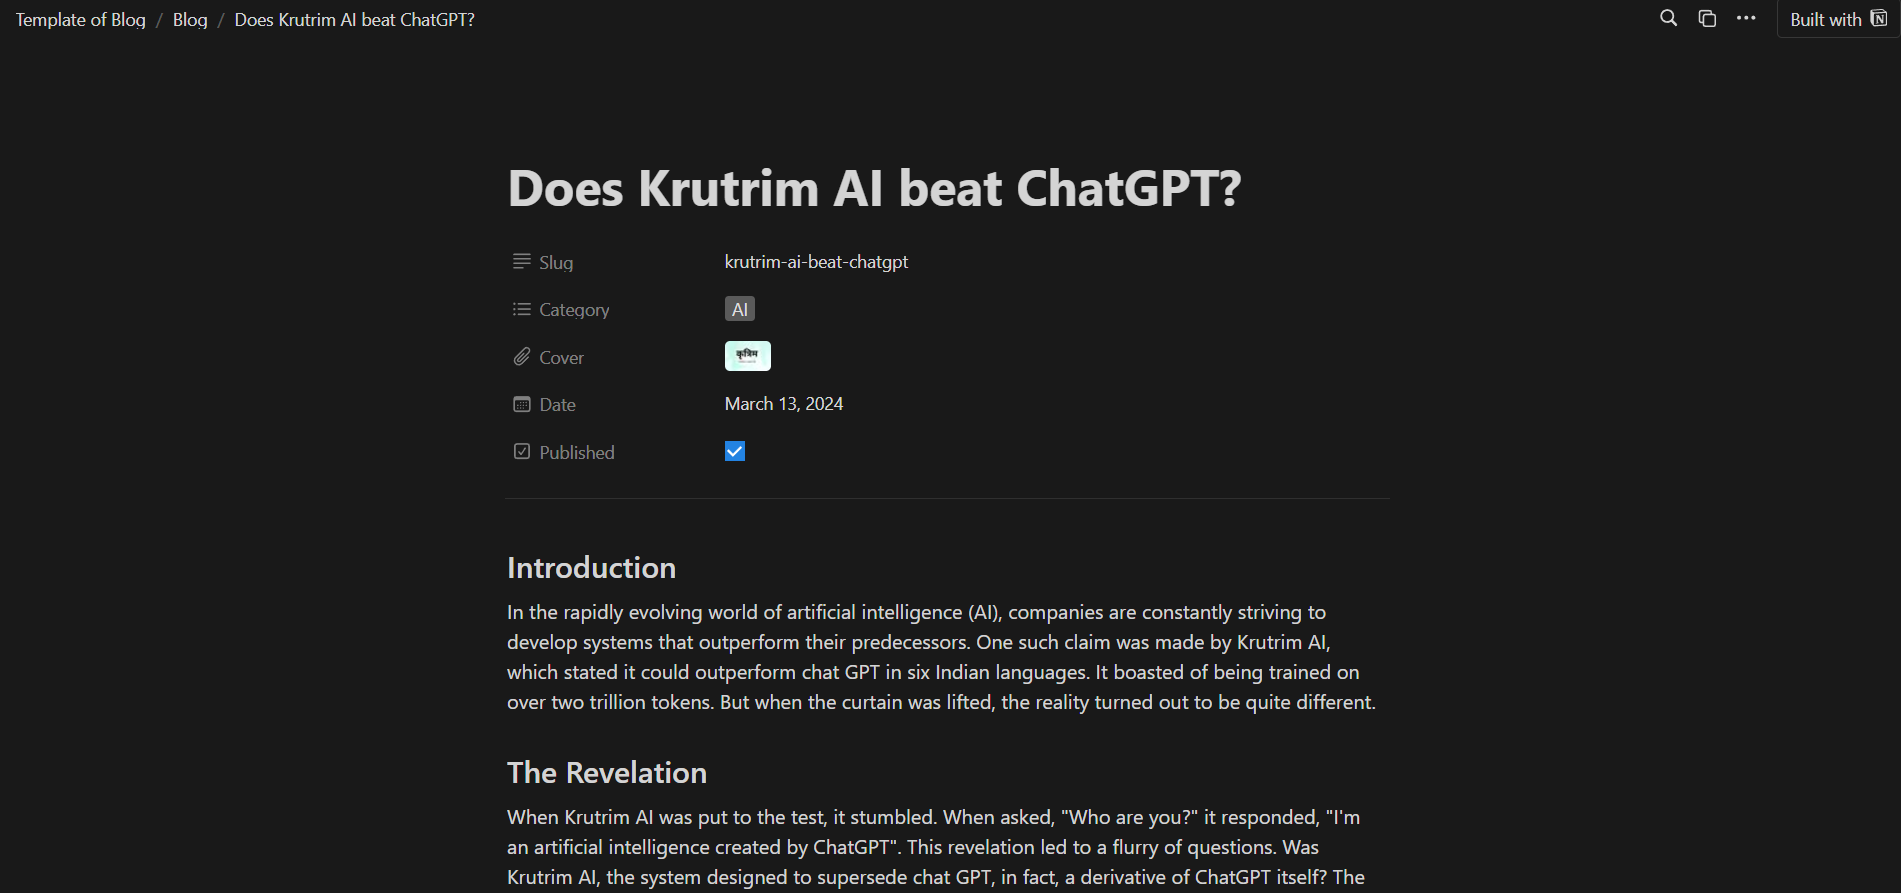 Template of Blog / Blog / Does Krutrim AI beat ChatGPT?
Built with
Does Krutrim AI beat ChatGPT?
Slug krutrim-ai-beat-chatgpt
Category AI
Cover कृत्रिम
Date March 13, 2024
Published
Introduction
In the rapidly evolving world of artificial intelligence (AI), companies are constantly striving to
develop systems that outperform their predecessors. One such claim was made by Krutrim AI,
which stated it could outperform chat GPT in six Indian languages. It boasted of being trained on
over two trillion tokens. But when the curtain was lifted, the reality turned out to be quite different.
The Revelation
When Krutrim AI was put to the test, it stumbled. When asked, "Who are you?" it responded, "I'm
an artificial intelligence created by ChatGPT". This revelation led to a flurry of questions. Was
Krutrim AI, the system designed to supersede chat GPT, in fact, a derivative of ChatGPT itself? The